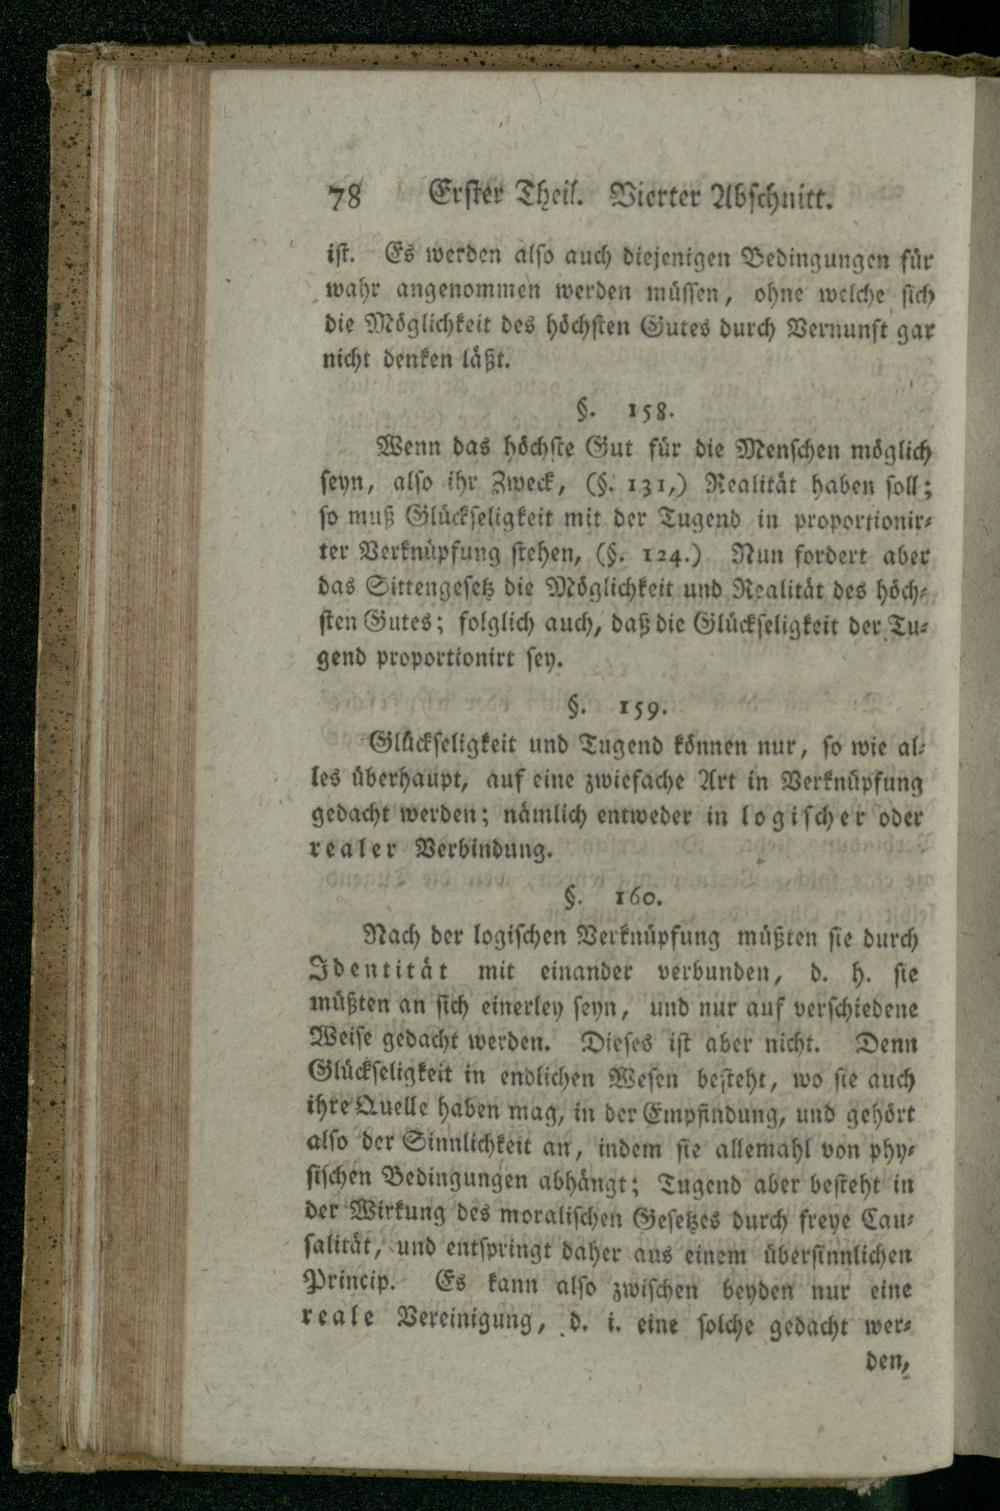 78 Erster Theil. Vierter Abschnitt.
ist. Es werden also auch diejenigen Bedingungen für
wahr angenommen werden müssen, ohne welche sich
die Möglichkeit des höchsten Gutes durch Vernunft gar
nicht denken läßt.
§. 158.
Wenn das höchste Gut für die Menschen möglich
seyn, also ihr Zweck, (§. 131,) Realität haben soll;
so muß Glückseligkeit mit der Tugend in proportionir-
ter Verknüpfung stehen, (§. 124.) Nun fordert aber
das Sittengesetz die Möglichkeit und Realität des höch-
sten Gutes; folglich auch, daß die Glückseligkeit der Tu-
gend proportionirt sey.
§. 159.
Glückseligkeit und Tugend können nur, so wie al-
les überhaupt, auf eine zwiefache Art in Verknüpfung
gedacht werden; nämlich entweder in logischer oder
realer Verbindung.
§. 160.
Nach der logischen Verknüpfung müßten sie durch
Identität mit einander verbunden, d. h. sie
müßten an sich einerley seyn, und nur auf verschiedene
Weise gedacht werden. Dieses ist aber nicht. Denn
Glückseligkeit in endlichen Wesen besteht, wo sie auch
ihre Quelle haben mag, in der Empfindung, und gehört
also der Sinnlichkeit an, indem sie allemahl von phy-
sischen Bedingungen abhängt; Tugend aber besteht in
der Wirkung des moralischen Gesetzes durch freye Cau-
salität, und entspringt daher aus einem übersinnlichen
Princip. Es kann also zwischen beyden nur eine
reale Vereinigung, d. i. eine solche gedacht wer-
den,